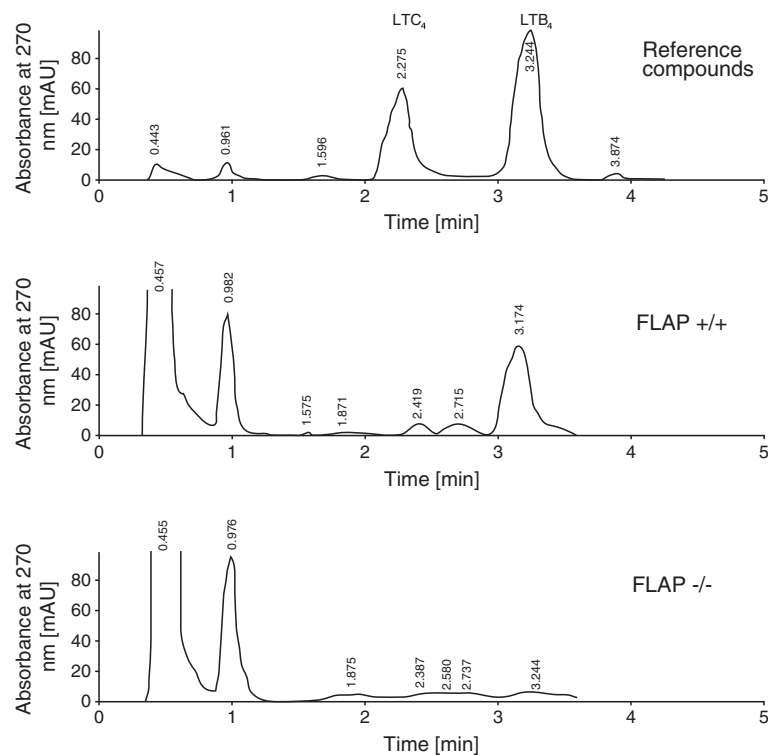 LTC₄ LTB₄
0.443 0.961 1.596 2.275 3.244 3.874
Reference
compounds
Absorbance at 270
nm [mAU]
80
60
40
20
0
0 1 2 3 4 5
Time [min]
0.457 0.982 1.575 1.871 2.419 2.715 3.174
FLAP +/+
Absorbance at 270
nm [mAU]
80
60
40
20
0
0 1 2 3 4 5
Time [min]
0.455 0.976 1.875 2.387 2.580 2.737 3.244
FLAP -/-
Absorbance at 270
nm [mAU]
80
60
40
20
0
0 1 2 3 4 5
Time [min]